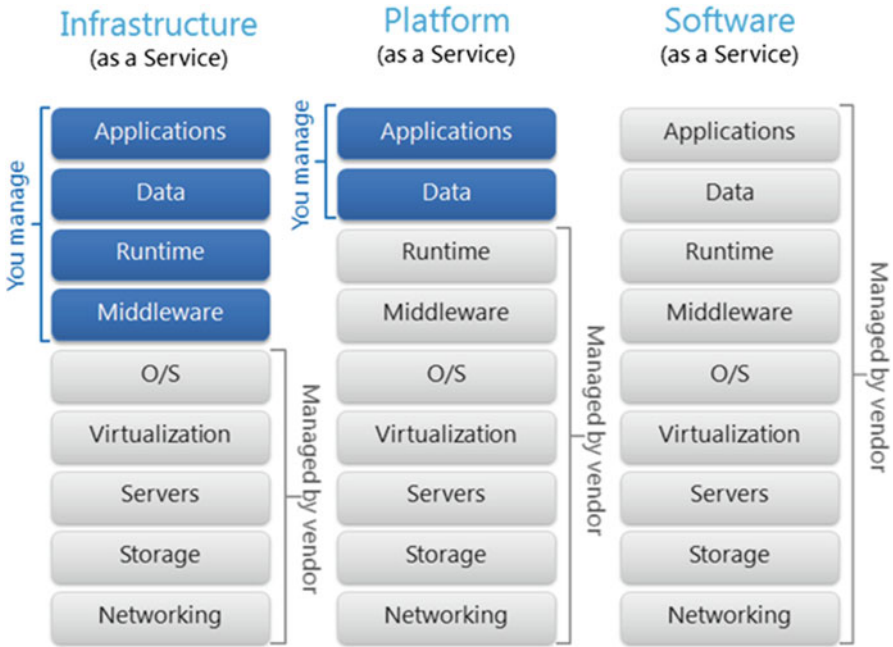 Infrastructure
(as a Service)
You manage
Applications
Data
Runtime
Middleware
O/S
Virtualization
Servers
Storage
Networking
Managed by vendor
Platform
(as a Service)
You manage
Applications
Data
Runtime
Middleware
O/S
Virtualization
Servers
Storage
Networking
Managed by vendor
Software
(as a Service)
Applications
Data
Runtime
Middleware
O/S
Virtualization
Servers
Storage
Networking
Managed by vendor